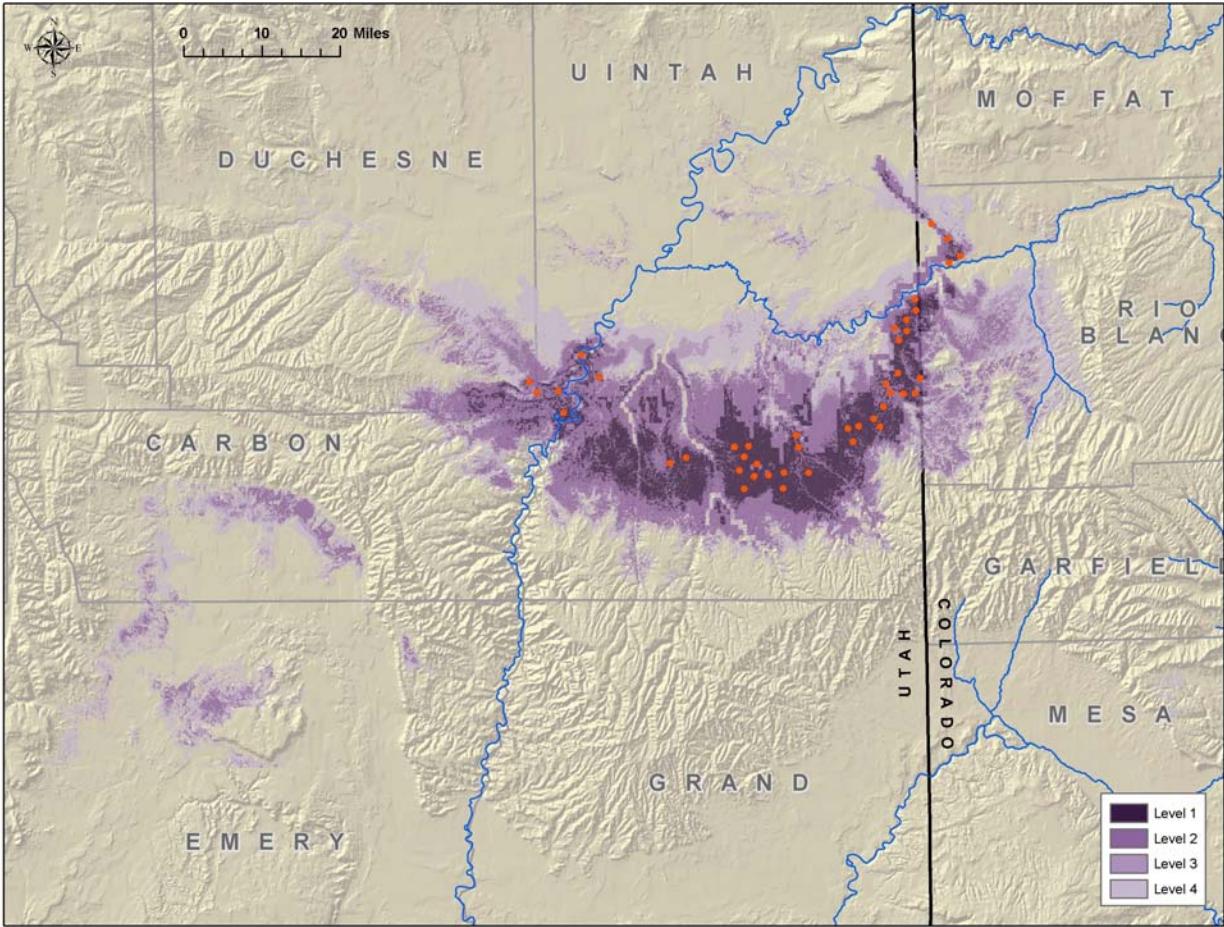 N
W E
S
0 10 20 Miles
UINTAH
MOFFAT
DUCHESNE
RIO
BLANC
CARBON
GARFIELD
UTAH
COLORADO
MESA
GRAND
EMERY
Level 1
Level 2
Level 3
Level 4